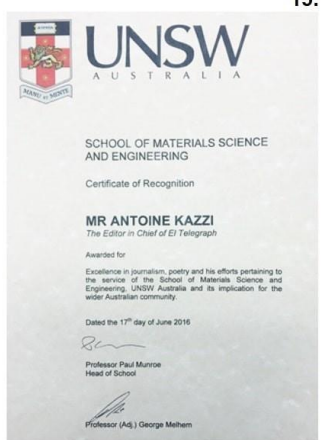 15.
UNSW
AUSTRALIA
MANU ET MENTE
SCHOOL OF MATERIALS SCIENCE
AND ENGINEERING
Certificate of Recognition
MR ANTOINE KAZZI
The Editor in Chief of El Telegraph
Awarded for
Excellence in journalism, poetry and his efforts pertaining to
the service of the School of Materials Science and
Engineering, UNSW Australia and its implication for the
wider Australian community.
Dated the 17th day of June 2016
Professor Paul Munroe
Head of School
Professor (Adj.) George Melhem